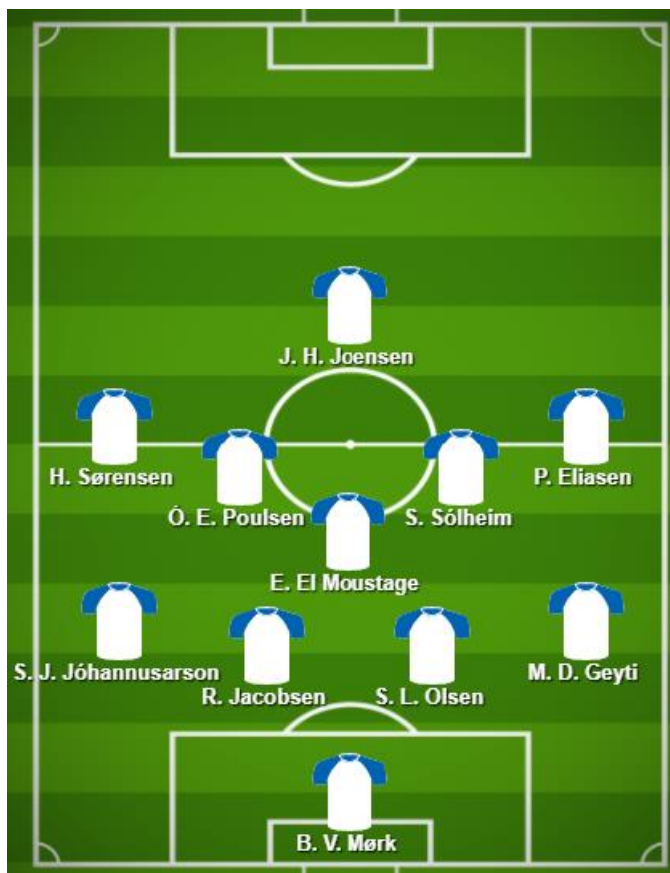 J. H. Joensen
H. Sørensen
P. Eliasen
Ó. E. Poulsen
S. Sólheim
E. El Moustage
S. J. Jóhannusarson
M. D. Geyti
R. Jacobsen
S. L. Olsen
B. V. Mørk